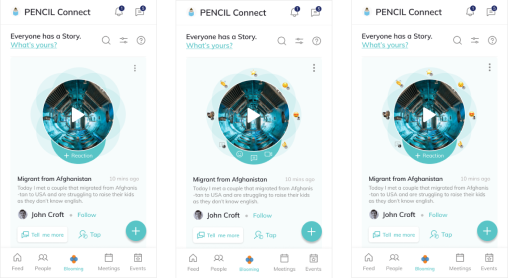 PENCIL Connect
Everyone has a Story.
What's yours?
+ Reaction
Migrant from Afghanistan 10 mins ago
Today I met a couple that migrated from Afghanis
-tan to USA and are struggling to raise their kids
as they don't know english.
John Croft • Follow
Tell me more Tap
+
Feed People Blooming Meetings Events
PENCIL Connect
Everyone has a Story.
What's yours?
Migrant from Afghanistan 10 mins ago
Today I met a couple that migrated from Afghanis
-tan to USA and are struggling to raise their kids
as they don't know english.
John Croft • Follow
Tell me more Tap
+
Feed People Blooming Meetings Events
PENCIL Connect
Everyone has a Story.
What's yours?
+ Reaction
Migrant from Afghanistan 10 mins ago
Today I met a couple that migrated from Afghanis
-tan to USA and are struggling to raise their kids
as they don't know english.
John Croft • Follow
Tell me more Tap
+
Feed People Blooming Meetings Events